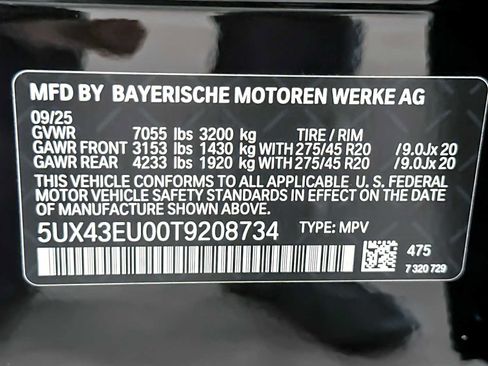 MFD BY BAYERISCHE MOTOREN WERKE AG
09/25
GVWR 7055 lbs 3200 kg TIRE / RIM
GAWR FRONT 3153 lbs 1430 kg WITH 275/45 R20 /9.0Jx20
GAWR REAR 4233 lbs 1920 kg WITH 275/45 R20 /9.0Jx20
THIS VEHICLE CONFORMS TO ALL APPLICABLE U. S. FEDERAL
MOTOR VEHICLE SAFETY STANDARDS IN EFFECT ON THE
DATE OF MANUFACTURE SHOWN ABOVE.
5UX43EU00T9208734 TYPE: MPV
475
7 320 729